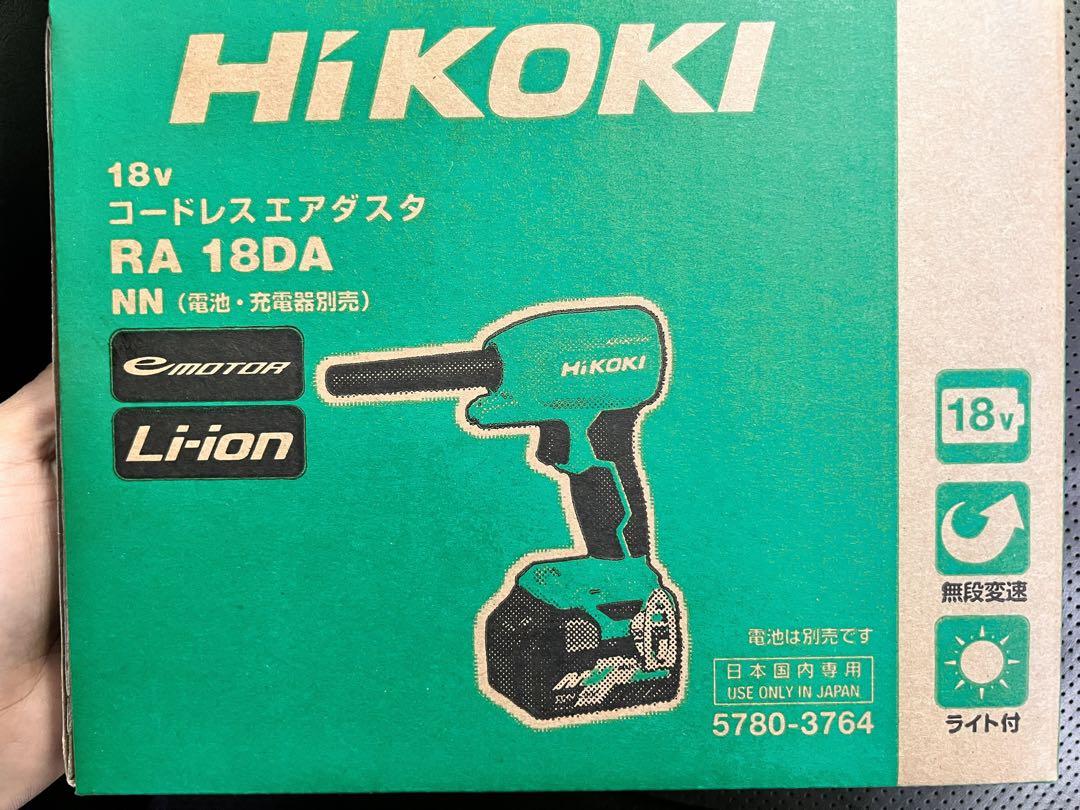 HiKOKI
18v
コードレスエアダスタ
RA 18DA
NN（電池・充電器別売）
e MOTOR
Li-ion
HiKOKI
18v
無段変速
ライト付
電池は別売です
日本国内専用
USE ONLY IN JAPAN
5780-3764